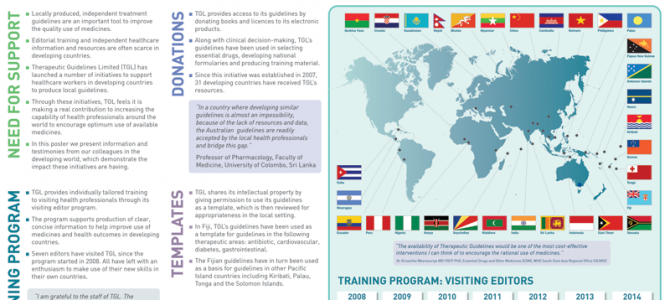 NEED FOR SUPPORT
Locally produced, independent treatment
guidelines are an important tool to improve
the quality use of medicines.
Editorial training and independent healthcare
information and resources are often scarce in
developing countries.
Therapeutic Guidelines Limited (TGL) has
launched a number of initiatives to support
healthcare workers in developing countries
to produce local guidelines.
Through these initiatives, TGL feels it is
making a real contribution to increasing the
capability of health professionals around the
world to encourage optimum use of available
medicines.
In this poster we present information and
testimonies from our colleagues in the
developing world, which demonstrate the
impact these initiatives are having.
DONATIONS
TGL provides access to its guidelines by
donating books and licences to its electronic
products.
Along with clinical decision-making, TGL's
guidelines have been used in selecting
essential drugs, developing national
formularies and producing training material.
Since this initiative was established in 2007,
31 developing countries have received TGL's
resources.
"In a country where developing similar
guidelines is almost an impossibility,
because of the lack of resources and data,
the Australian guidelines are readily
accepted by the local health professionals
and bridge this gap."
Professor of Pharmacology, Faculty of
Medicine, University of Colombo, Sri Lanka
NING PROGRAM
TGL provides individually tailored training
to visiting health professionals through its
visiting editor program.
The program supports production of clear,
concise information to help improve use of
medicines and health outcomes in developing
countries.
Seven editors have visited TGL since the
program started in 2008. All have left with an
enthusiasm to make use of their new skills in
their own countries.
"I am grateful to the staff of TGL. The
TEMPLATES
TGL shares its intellectual property by
giving permission to use its guidelines
as a template, which is then reviewed for
appropriateness in the local setting.
In Fiji, TGL's guidelines have been used
as a template for guidelines in the following
therapeutic areas: antibiotic, cardiovascular,
diabetes, gastrointestinal.
The Fijian guidelines have in turn been used
as a basis for guidelines in other Pacific
Island countries including Kiribati, Palau,
Tonga and the Solomon Islands.
Burkina Faso Croatia Kazakhstan Nepal Bhutan Myanmar China Cambodia Vietnam Philippines Palau
Papua New Guinea
Solomon Islands
Nauru
Kiribati
Samoa
Tonga
Fiji
Cuba
Nicaragua
Ecuador Peru Nigeria Kenya Seychelles Maldives India Sri Lanka Indonesia Timor-Leste Vanuatu
"The availability of Therapeutic Guidelines would be one of the most cost-effective
interventions I can think of to encourage the rational use of medicines."
TRAINING PROGRAM: VISITING EDITORS
2008 2009 2010 2011 2012 2013 2014